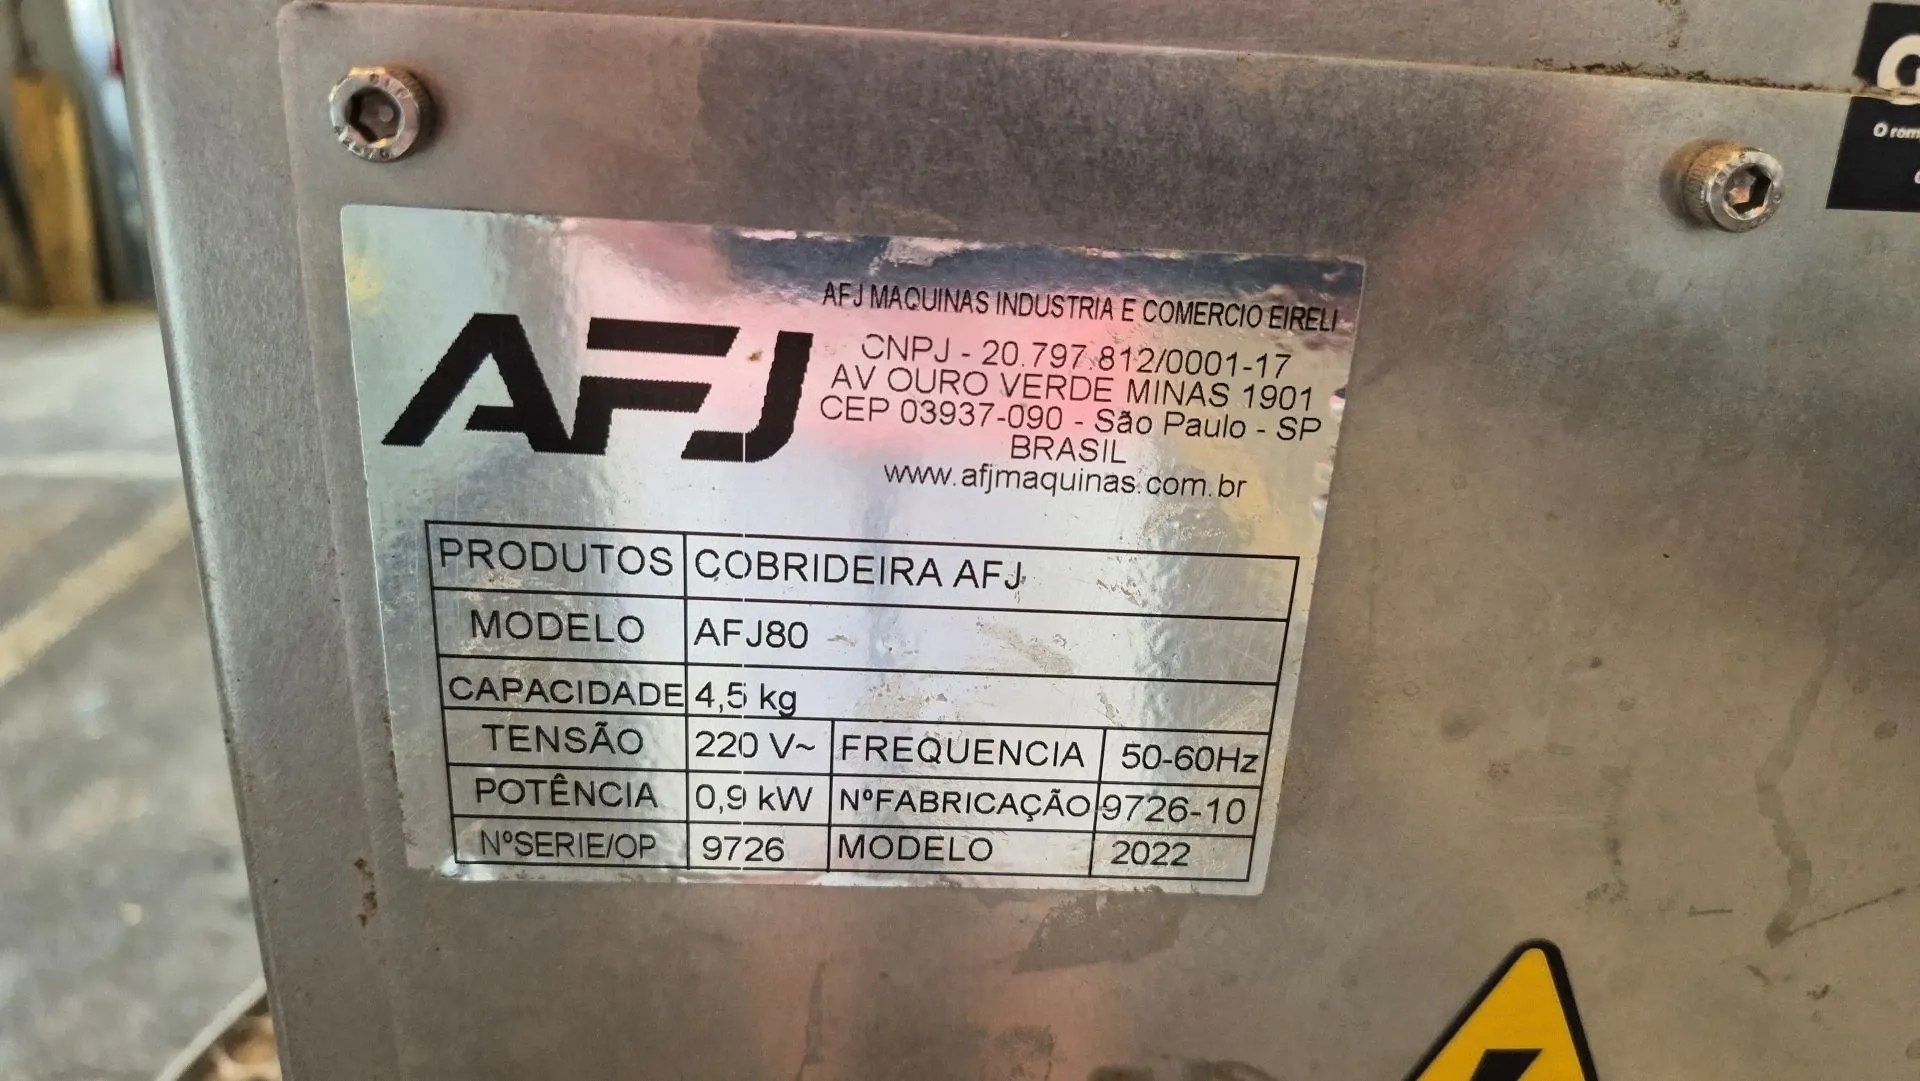 AFJ
AFJ MAQUINAS INDUSTRIA E COMERCIO EIRELI
CNPJ - 20.797.812/0001-17
AV OURO VERDE MINAS 1901
CEP 03937-090 - São Paulo - SP
BRASIL
www.afjmaquinas.com.br
PRODUTOS COBRIDEIRA AFJ
MODELO AFJ80
CAPACIDADE 4,5 kg
TENSÃO 220 V~ FREQUENCIA 50-60Hz
POTÊNCIA 0,9 kW NºFABRICAÇÃO 9726-10
NºSERIE/OP 9726 MODELO 2022
O